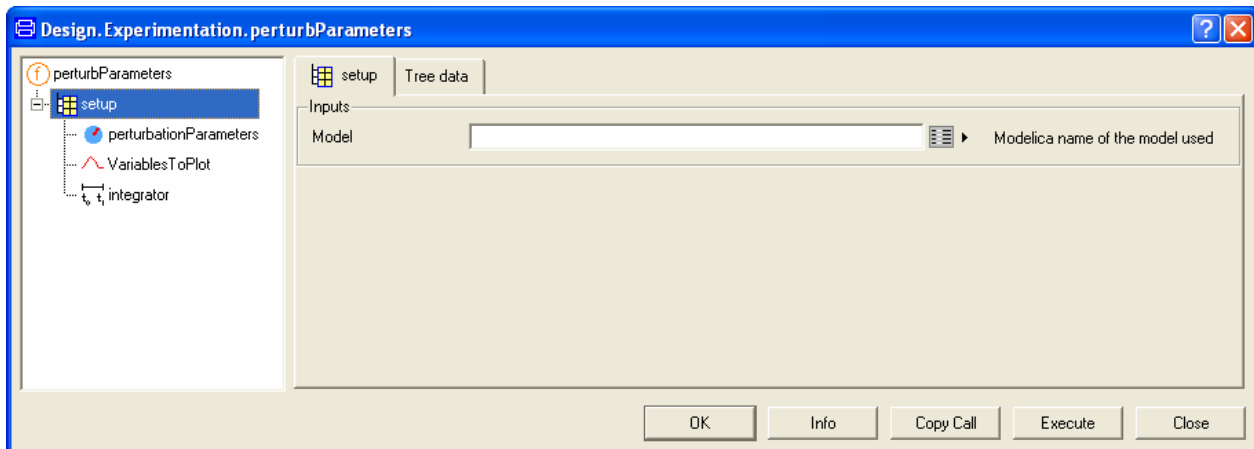 Design.Experimentation.perturbParameters
perturbParameters
setup
perturbationParameters
VariablesToPlot
integrator
setup Tree data
Inputs
Model Modelica name of the model used
OK Info Copy Call Execute Close